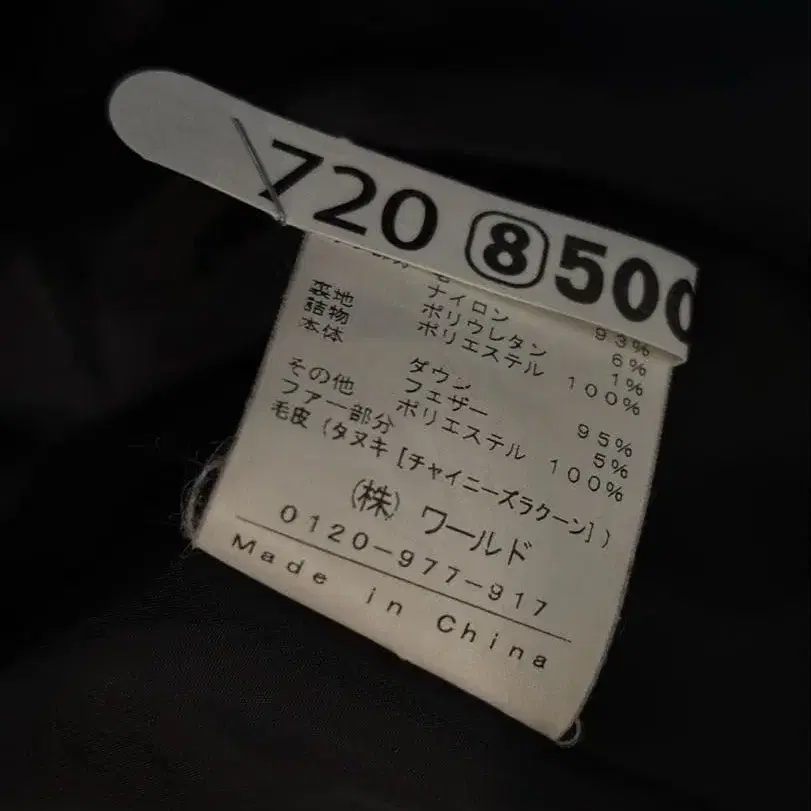 720 ⑧ 500
毛 93%
ナイロン 6%
ポリウレタン 1%
裏地 ポリエステル 100%
詰物
本体 ダウン 95%
フェザー 5%
その他 ポリエステル 100%
ファー部分
毛皮 (タヌキ [チャイニーズラクーン] )
(株) ワールド
0120-977-917
Made in China